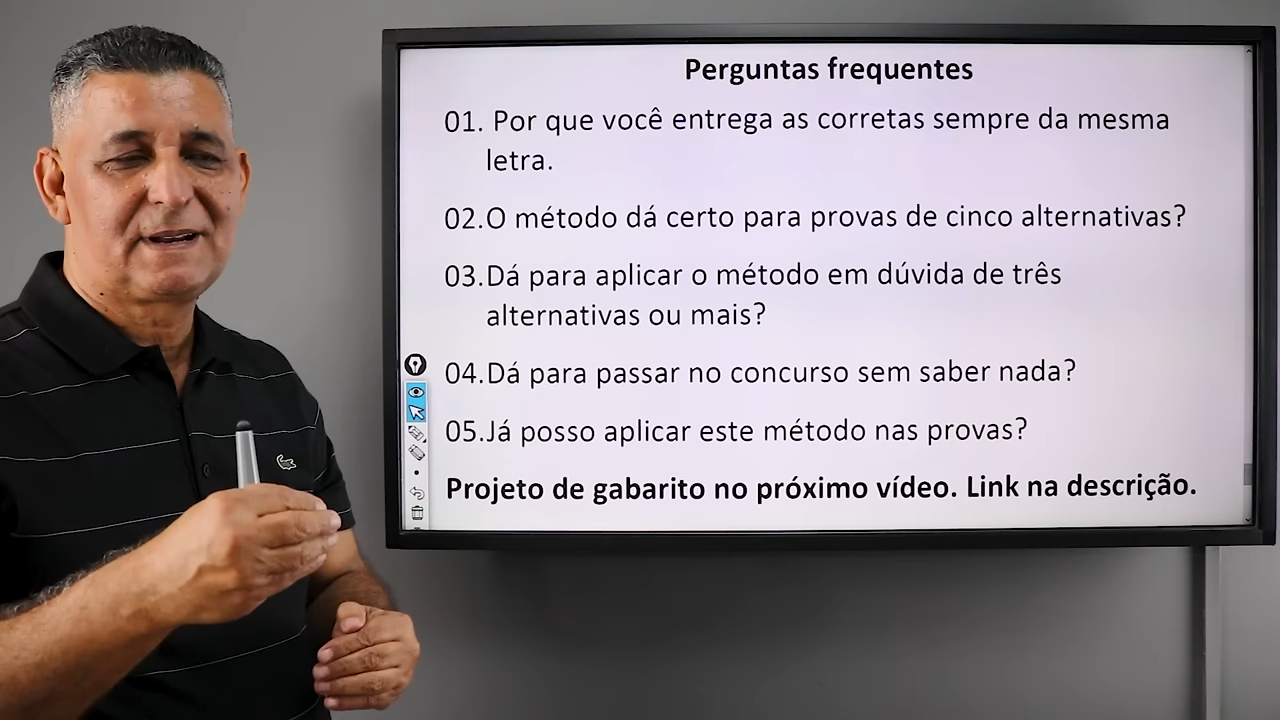 Perguntas frequentes
01. Por que você entrega as corretas sempre da mesma
letra.
02.O método dá certo para provas de cinco alternativas?
03.Dá para aplicar o método em dúvida de três
alternativas ou mais?
04.Dá para passar no concurso sem saber nada?
05.Já posso aplicar este método nas provas?
Projeto de gabarito no próximo vídeo. Link na descrição.